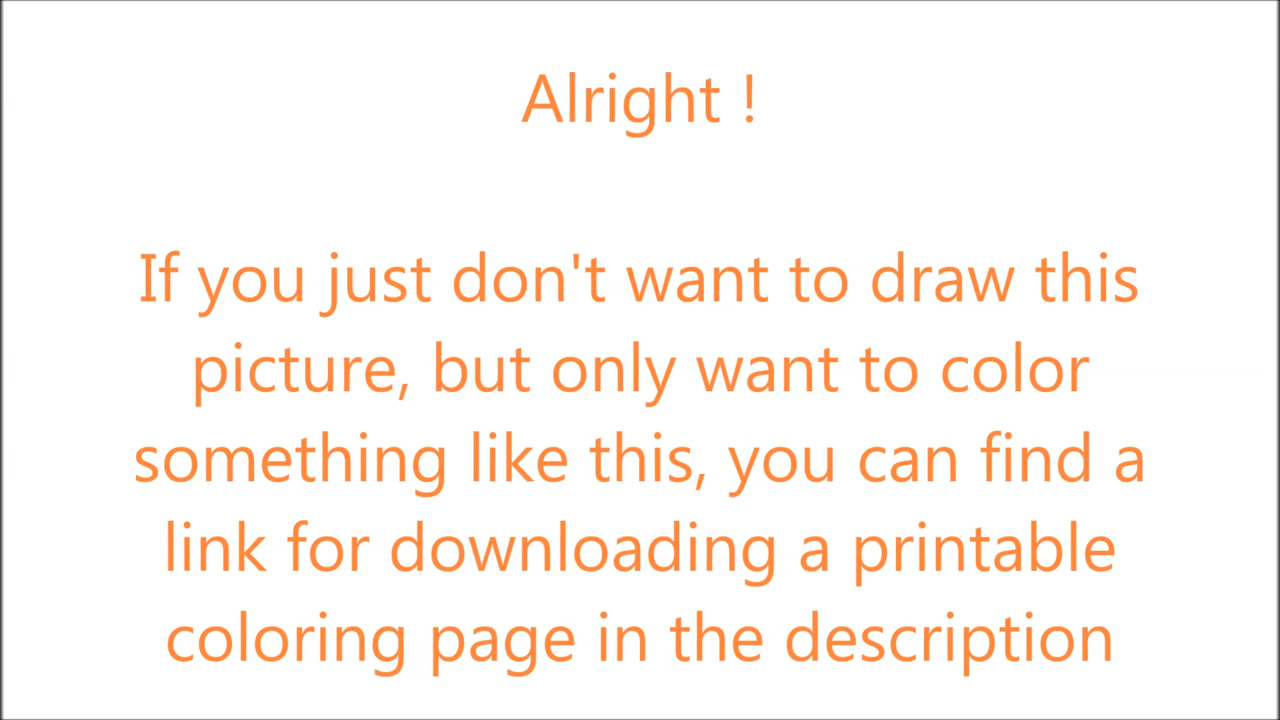 Alright !
If you just don't want to draw this
picture, but only want to color
something like this, you can find a
link for downloading a printable
coloring page in the description